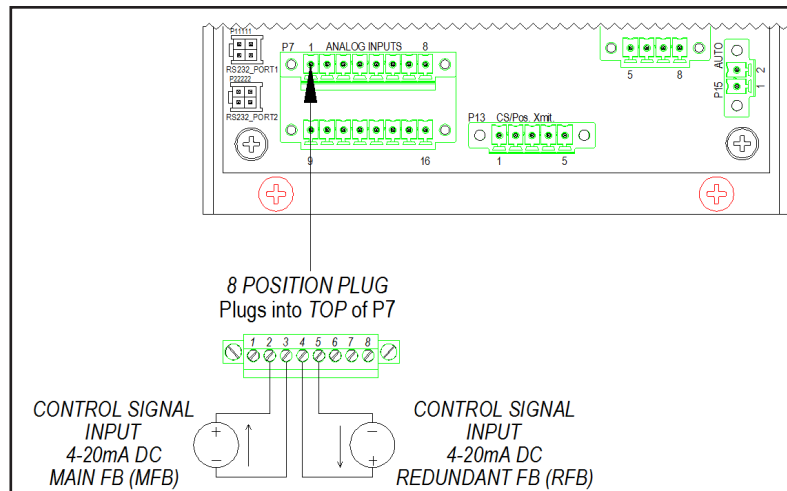 P11111
P7 1 ANALOG INPUTS 8
RS232_PORT1
P22222
RS232_PORT2
9 16
P13 CS/Pos. Xmit
1 5
5 8
AUTO
P15
1 2
8 POSITION PLUG
Plugs into TOP of P7
1 2 3 4 5 6 7 8
CONTROL SIGNAL
INPUT
4-20mA DC
MAIN FB (MFB)
+
−
CONTROL SIGNAL
INPUT
4-20mA DC
REDUNDANT FB (RFB)
−
+